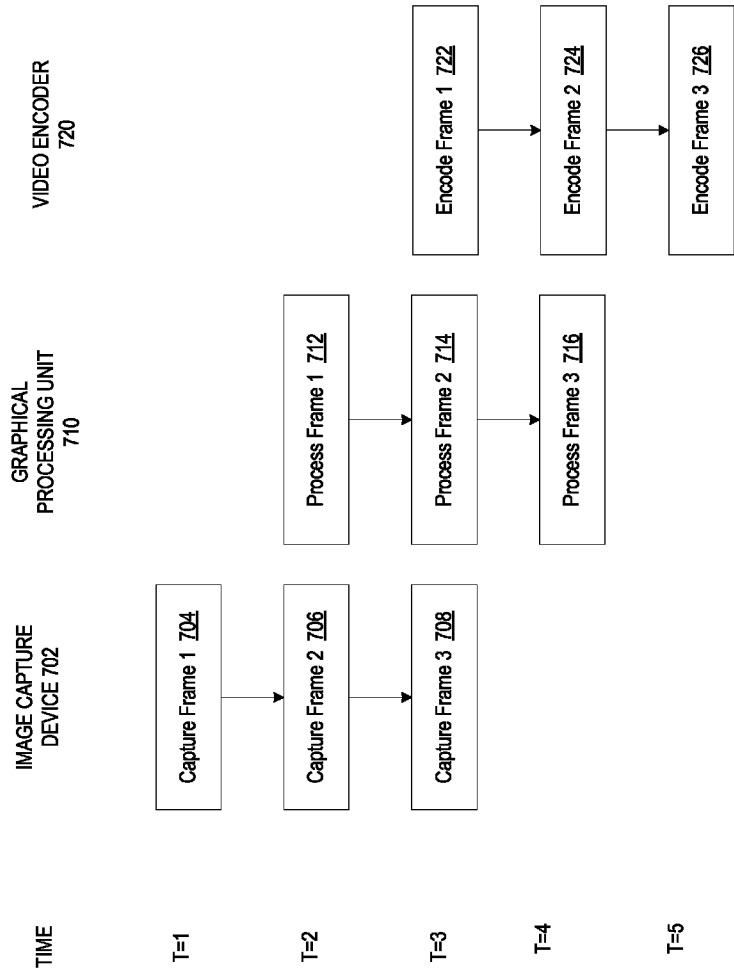 TIME
IMAGE CAPTURE
DEVICE 702
GRAPHICAL
PROCESSING UNIT
710
VIDEO ENCODER
720
T=1
Capture Frame 1 704
T=2
Capture Frame 2 706
Process Frame 1 712
T=3
Capture Frame 3 708
Process Frame 2 714
Encode Frame 1 722
T=4
Process Frame 3 716
Encode Frame 2 724
T=5
Encode Frame 3 726